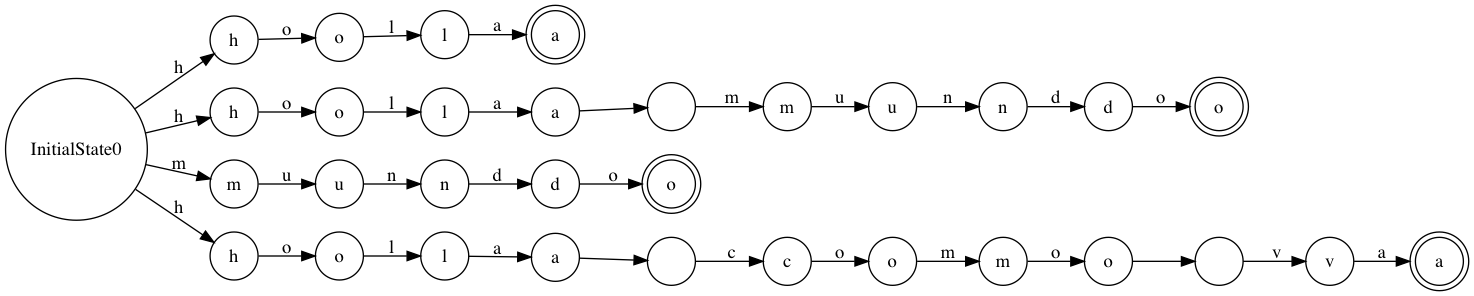 h o o l l a a
h h o o l l a a m m u u n n d d o o
InitialState0
m m u u n n d d o o
h h o o l l a a c c o o m m o o v v a a